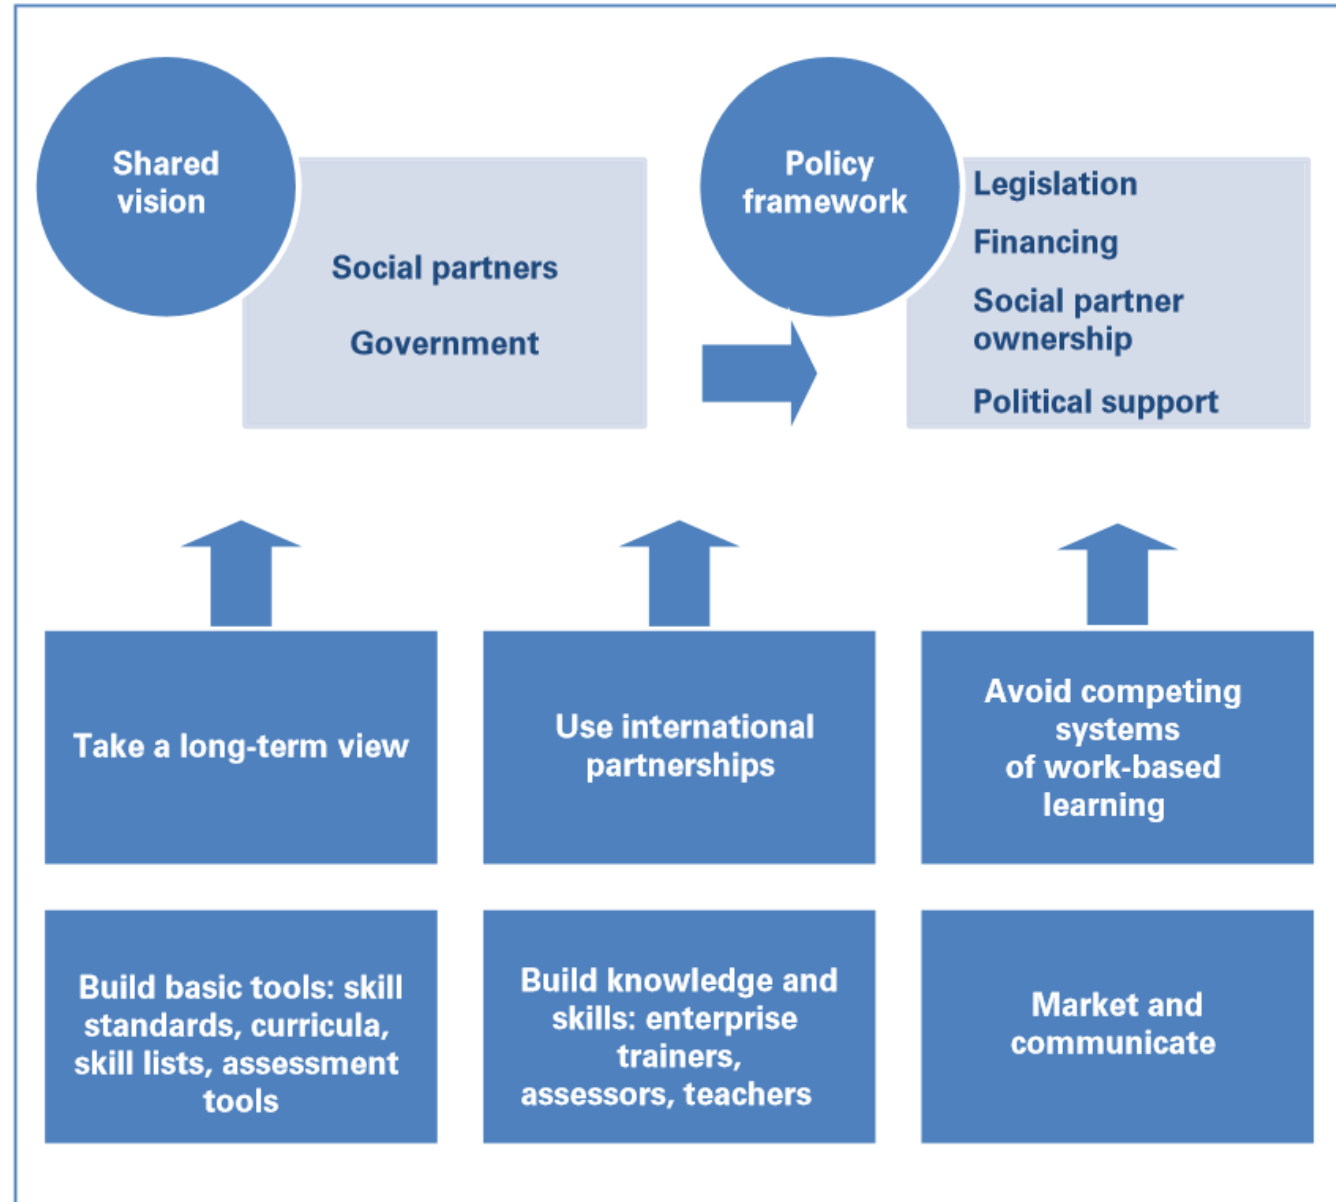 Shared
vision
Social partners
Government
Policy
framework
Legislation
Financing
Social partner
ownership
Political support
Take a long-term view
Use international
partnerships
Avoid competing
systems
of work-based
learning
Build basic tools: skill
standards, curricula,
skill lists, assessment
tools
Build knowledge and
skills: enterprise
trainers,
assessors, teachers
Market and
communicate